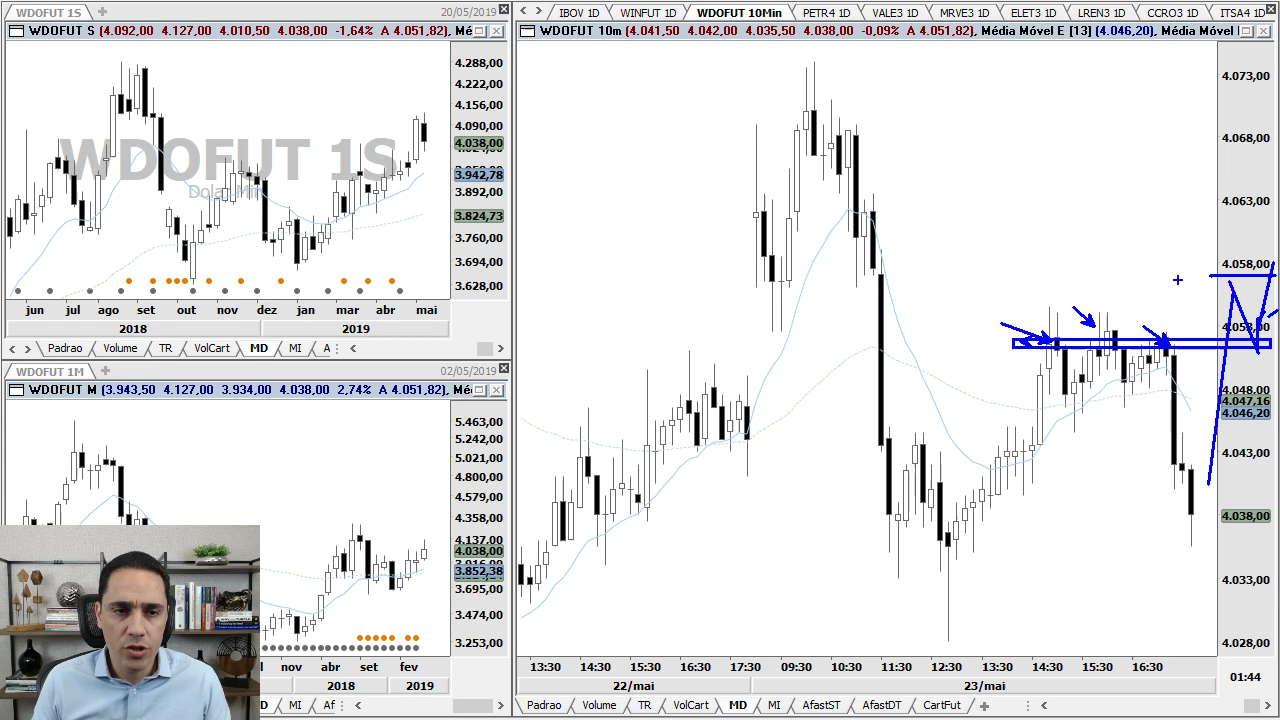 WDOFUT 1S
20/05/2019
WDOFUT S (4.092,00 4.127,00 4.010,50 4.038,00 -1,64% A 4.051,82), Mé
WDOFUT 1S
Dolar Min
4.288,00
4.222,00
4.156,00
4.090,00
4.038,00
3.942,78
3.892,00
3.824,73
3.760,00
3.694,00
3.628,00
jun jul ago set out nov dez jan mar abr mai
2018 2019
Padrao Volume TR VolCart MD MI A
WDOFUT 1M
02/05/2019
WDOFUT M (3.943,50 4.127,00 3.934,00 4.038,00 2,74% A 4.051,82), Mé
5.463,00
5.242,00
5.021,00
4.800,00
4.579,00
4.358,00
4.137,00
4.038,00
3.852,38
3.695,00
3.474,00
3.253,00
nov abr set fev
2018 2019
D MI Af
IBOV 1D WINFUT 1D WDOFUT 10Min PETR4 1D VALE3 1D MRVE3 1D ELET3 1D LREN3 1D CCRO3 1D ITSA4 1D
WDOFUT 10m (4.041,50 4.042,00 4.035,50 4.038,00 -0,09% A 4.051,82), Média Móvel E [13] (4.046,20), Média Móvel
4.073,00
4.068,00
4.063,00
4.058,00
4.048,00
4.047,16
4.046,20
4.043,00
4.038,00
4.033,00
4.028,00
13:30 14:30 15:30 16:30 17:30 09:30 10:30 11:30 12:30 13:30 14:30 15:30 16:30
01:44
22/mai 23/mai
Padrao Volume TR VolCart MD MI AfastST AfastDT CartFut